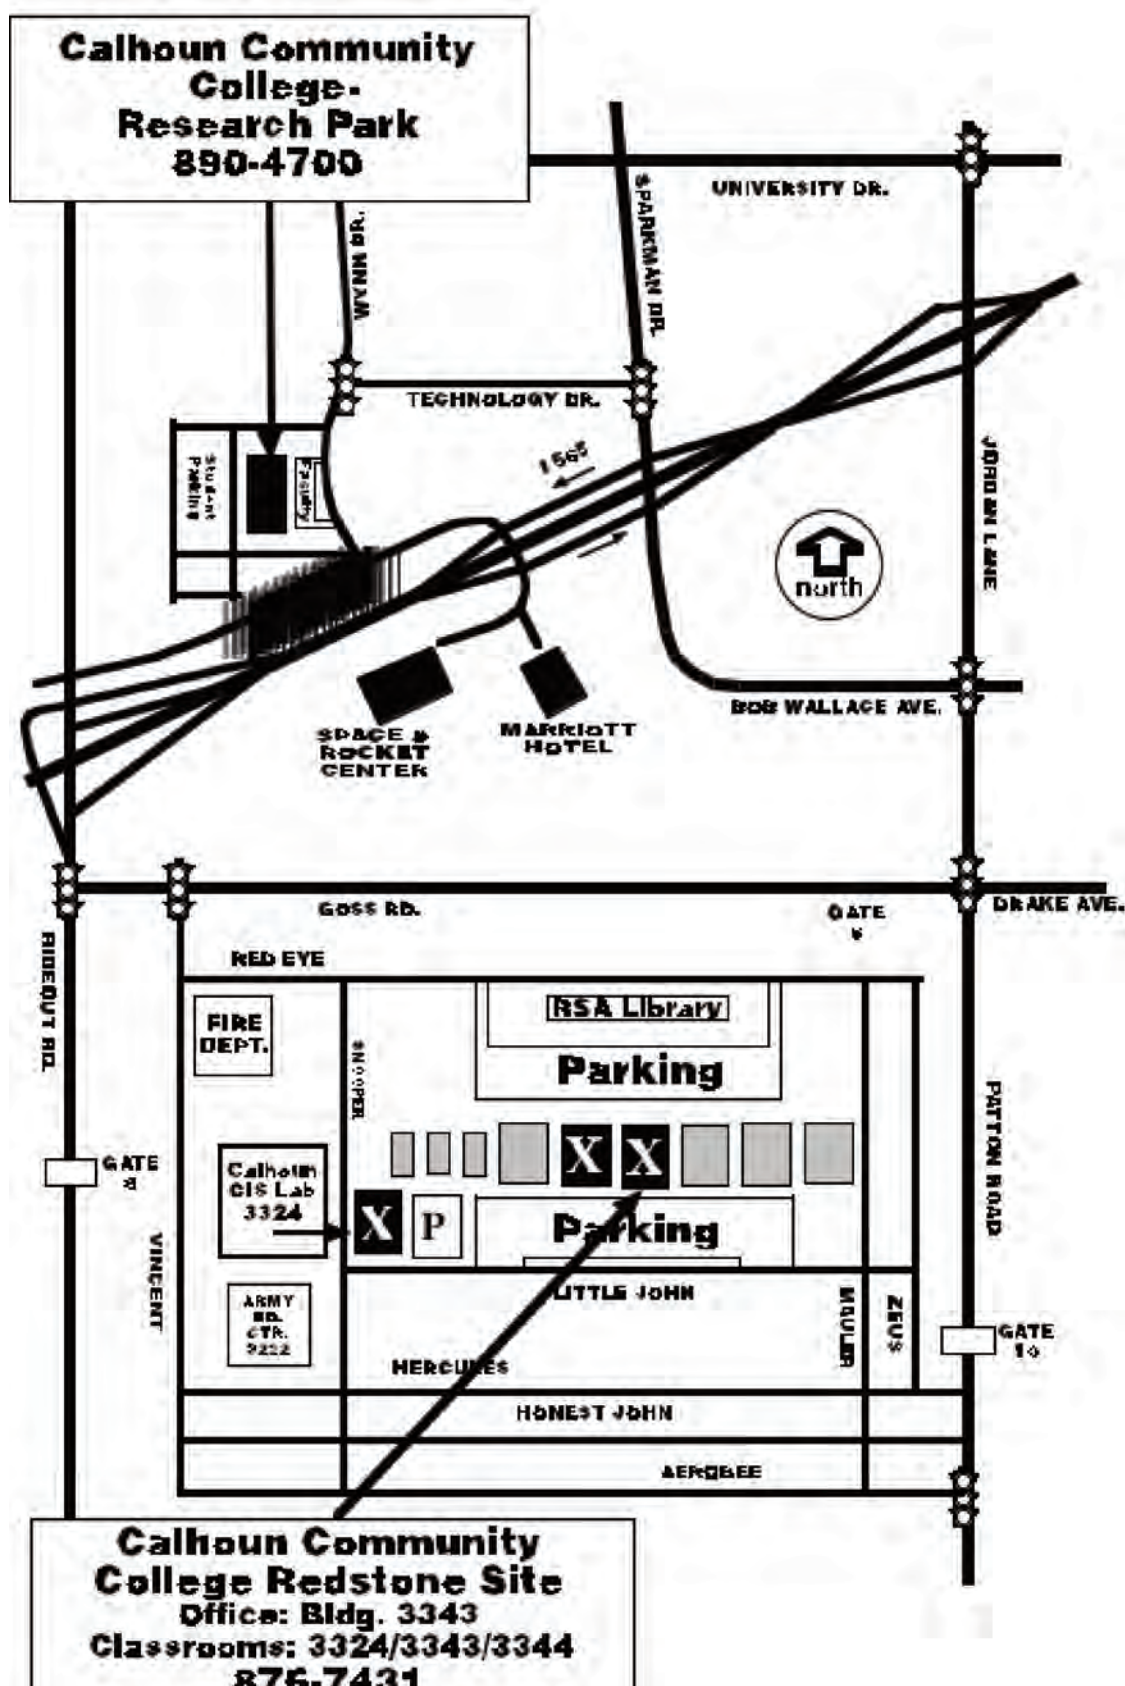 Calhoun Community
College-
Research Park
890-4700
UNIVERSITY DR.
SPARKMAN DR.
WYNN DR.
TECHNOLOGY DR.
Student
Parking
Faculty
I 565
JORDAN LANE
north
BOB WALLACE AVE.
SPACE &
ROCKET
CENTER
MARRIOTT
HOTEL
GOSS RD.
GATE
DRAKE AVE.
RIDEOUT RD.
RED EYE
FIRE
DEPT.
SNOOPER
RSA Library
Parking
X X
GATE
8
Calhoun
CIS Lab
3324
X
P
Parking
PATTON ROAD
VINCENT
ARMY
ED.
CTR.
3222
LITTLE JOHN
MAULER
ZEUS
GATE
10
HERCULES
HONEST JOHN
AEROBEE
Calhoun Community
College Redstone Site
Office: Bldg. 3343
Classrooms: 3324/3343/3344
876-7431